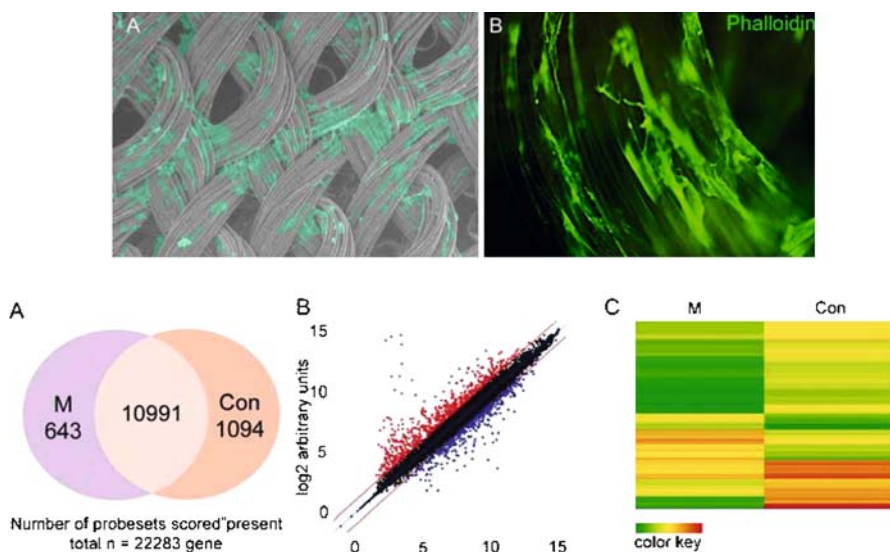 A
B
Phalloidin
A
M
643
10991
Con
1094
Number of probesets scored"present
total n = 22283 gene
B
log2 arbitrary units
15
10
5
0
0 5 10 15
C
M Con
color key